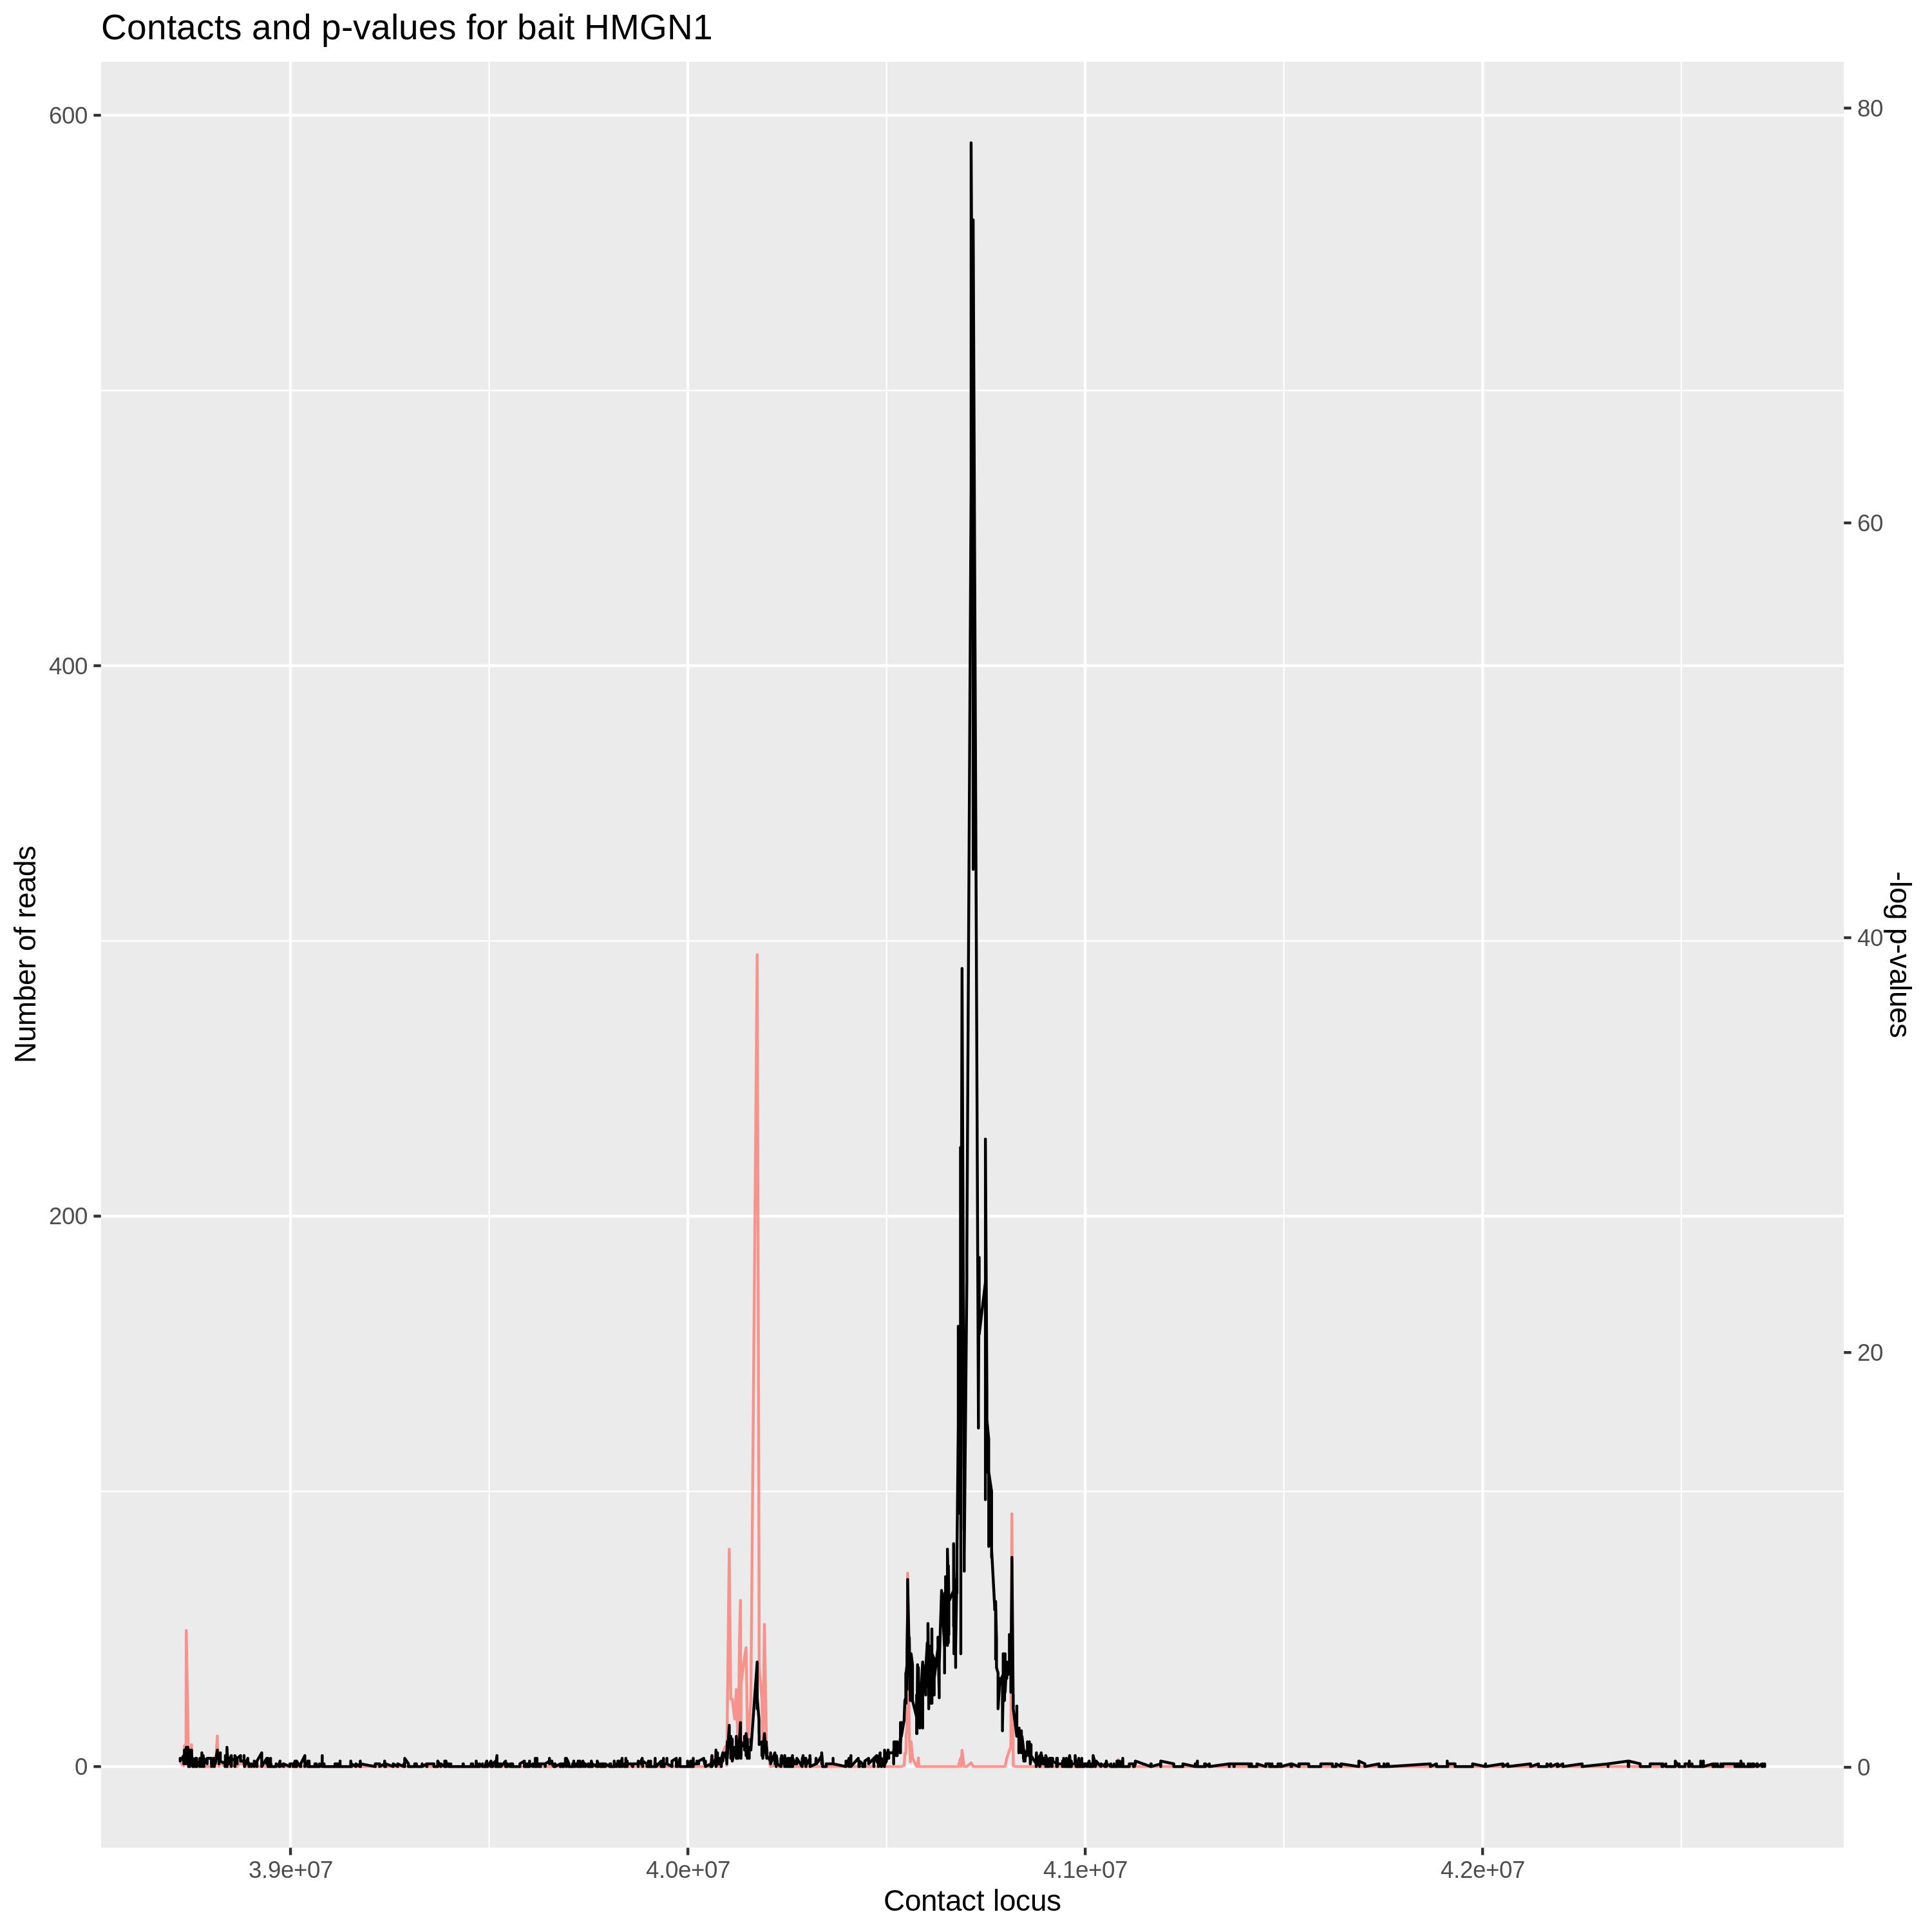 Contacts and p-values for bait HMGN1
600
400
200
0
80
60
40
20
0
Number of reads
-log p-values
3.9e+07 4.0e+07 4.1e+07 4.2e+07
Contact locus